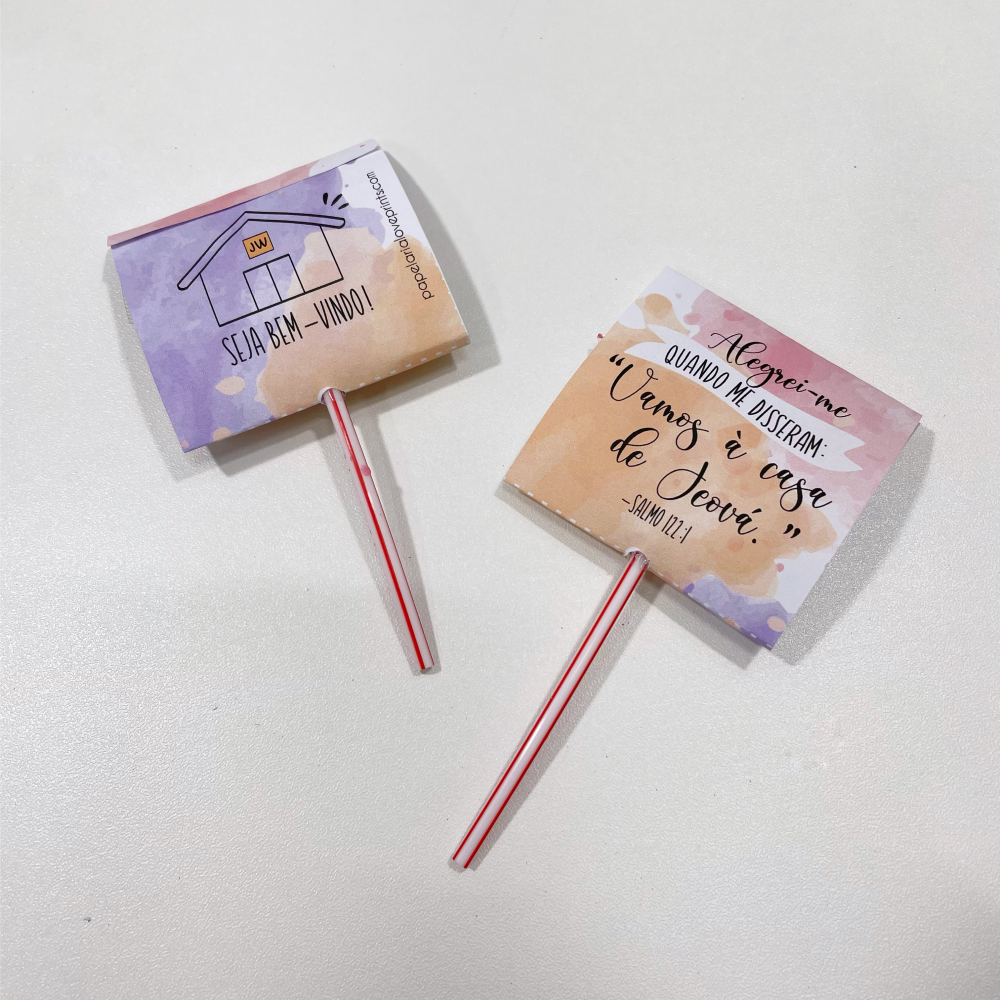 JW
SEJA BEM-VINDO!
papelarialoveprints.com
Alegrei-me
QUANDO ME DISSERAM:
“Vamos à casa
de Jeová.”
-SALMO 122:1